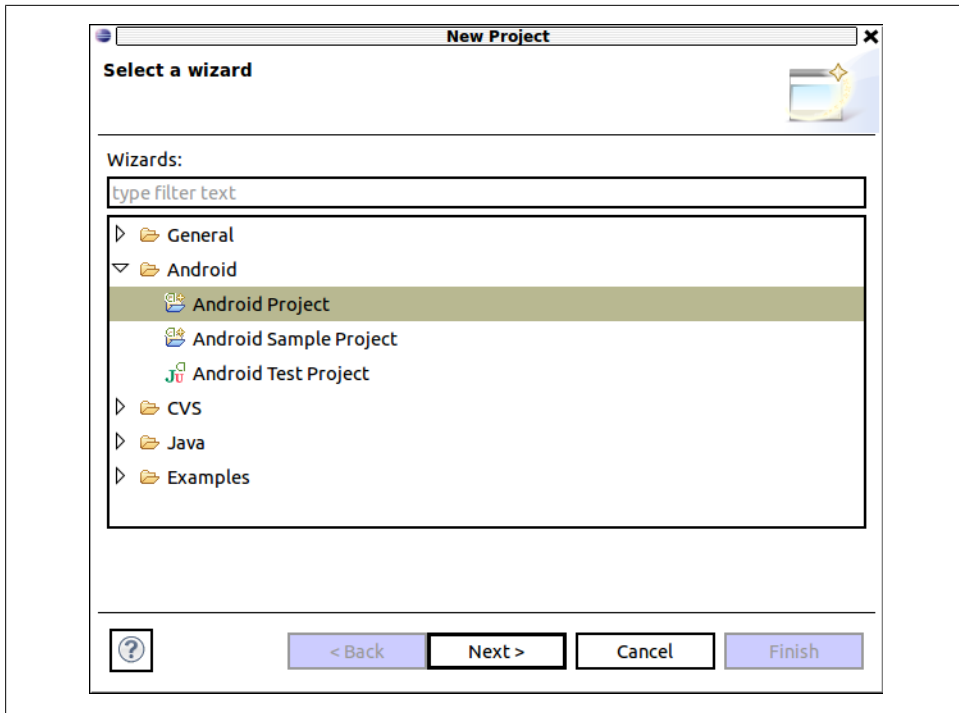 New Project
Select a wizard
Wizards:
type filter text
General
Android
Android Project
Android Sample Project
Android Test Project
CVS
Java
Examples
< Back Next > Cancel Finish